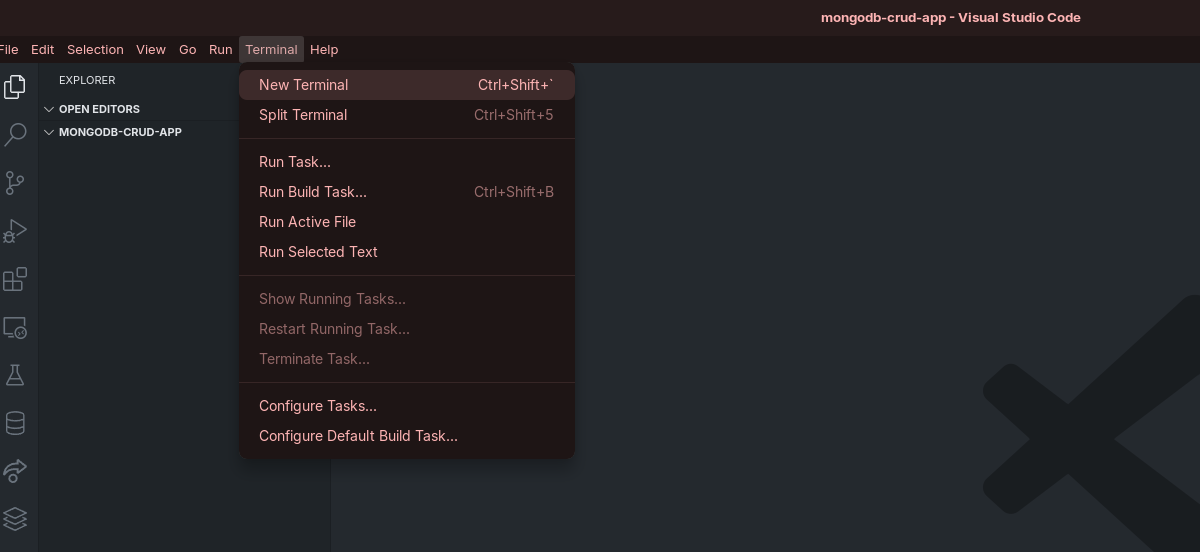 mongodb-crud-app - Visual Studio Code
File Edit Selection View Go Run Terminal Help
EXPLORER
OPEN EDITORS
MONGODB-CRUD-APP
New Terminal Ctrl+Shift+`
Split Terminal Ctrl+Shift+5
Run Task...
Run Build Task... Ctrl+Shift+B
Run Active File
Run Selected Text
Show Running Tasks...
Restart Running Task...
Terminate Task...
Configure Tasks...
Configure Default Build Task...